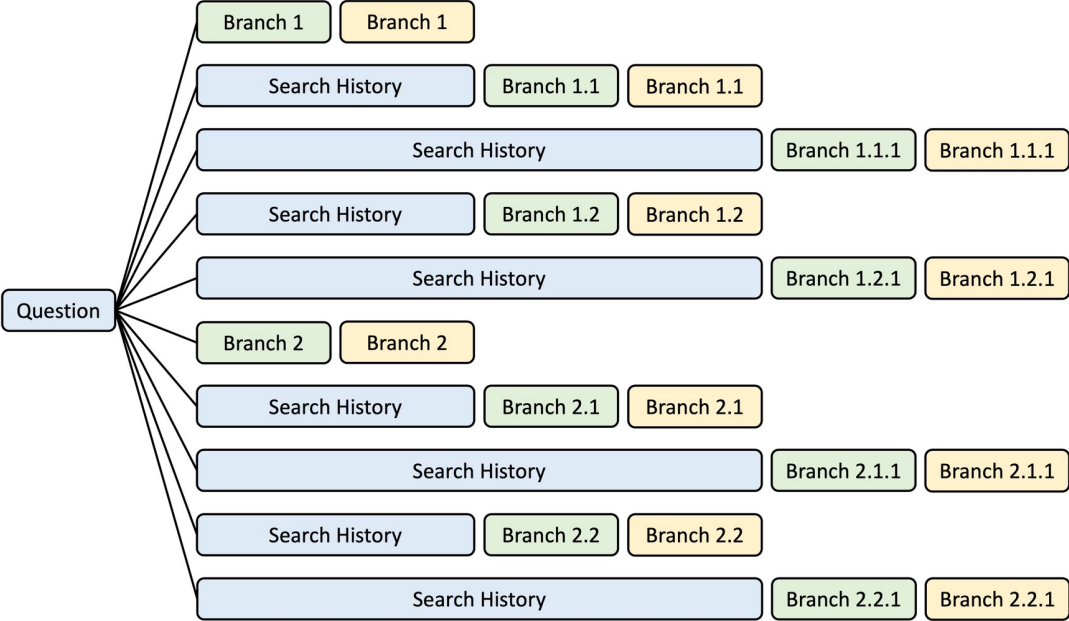 Branch 1 Branch 1
Search History Branch 1.1 Branch 1.1
Search History Branch 1.1.1 Branch 1.1.1
Search History Branch 1.2 Branch 1.2
Search History Branch 1.2.1 Branch 1.2.1
Question
Branch 2 Branch 2
Search History Branch 2.1 Branch 2.1
Search History Branch 2.1.1 Branch 2.1.1
Search History Branch 2.2 Branch 2.2
Search History Branch 2.2.1 Branch 2.2.1